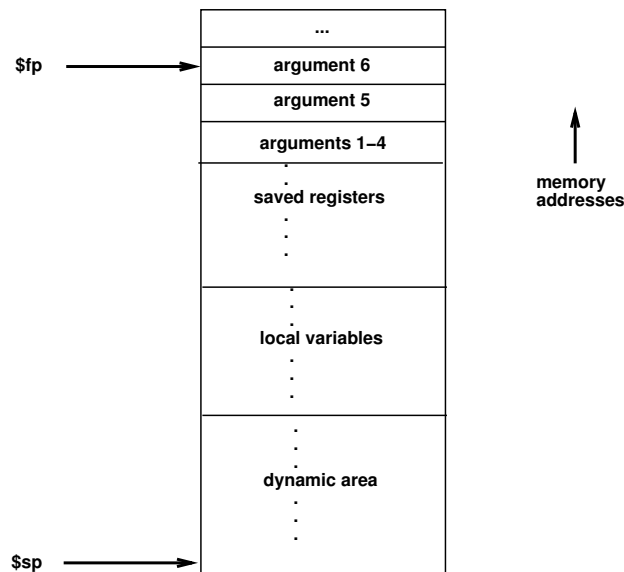 ...
$fp
argument 6
argument 5
arguments 1–4
memory
addresses
saved registers
local variables
dynamic area
$sp